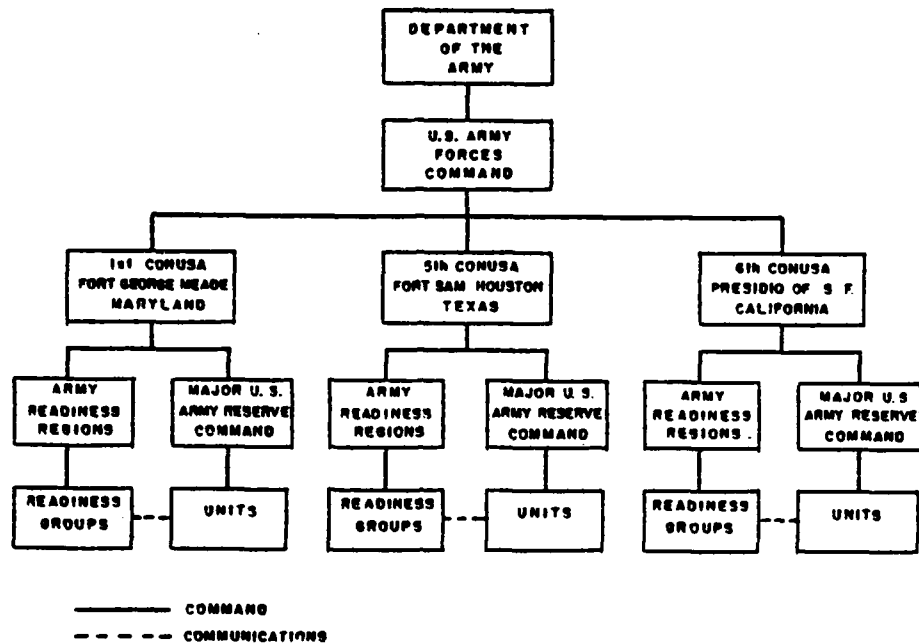 DEPARTMENT
OF THE
ARMY
U.S. ARMY
FORCES
COMMAND
1st CONUSA
FORT GEORGE MEADE
MARYLAND
5th CONUSA
FORT SAM HOUSTON
TEXAS
6th CONUSA
PRESIDIO OF S F.
CALIFORNIA
ARMY
READINESS
REGIONS
MAJOR U. S.
ARMY RESERVE
COMMAND
ARMY
READINESS
REGIONS
MAJOR U. S.
ARMY RESERVE
COMMAND
ARMY
READINESS
REGIONS
MAJOR U. S
ARMY RESERVE
COMMAND
READINESS
GROUPS
UNITS
READINESS
GROUPS
UNITS
READINESS
GROUPS
UNITS
COMMAND
COMMUNICATIONS